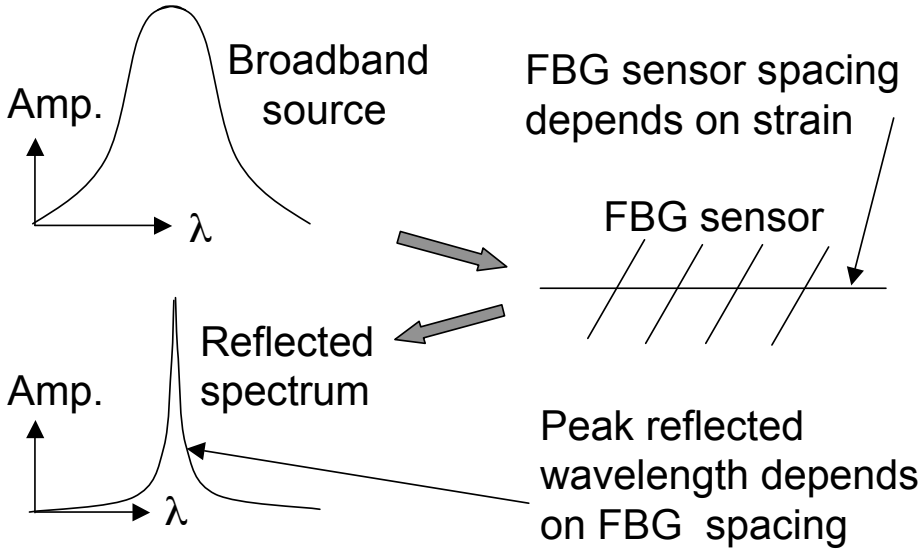 Broadband
source
Amp.
λ
FBG sensor spacing
depends on strain
FBG sensor
Reflected
spectrum
Amp.
λ
Peak reflected
wavelength depends
on FBG spacing